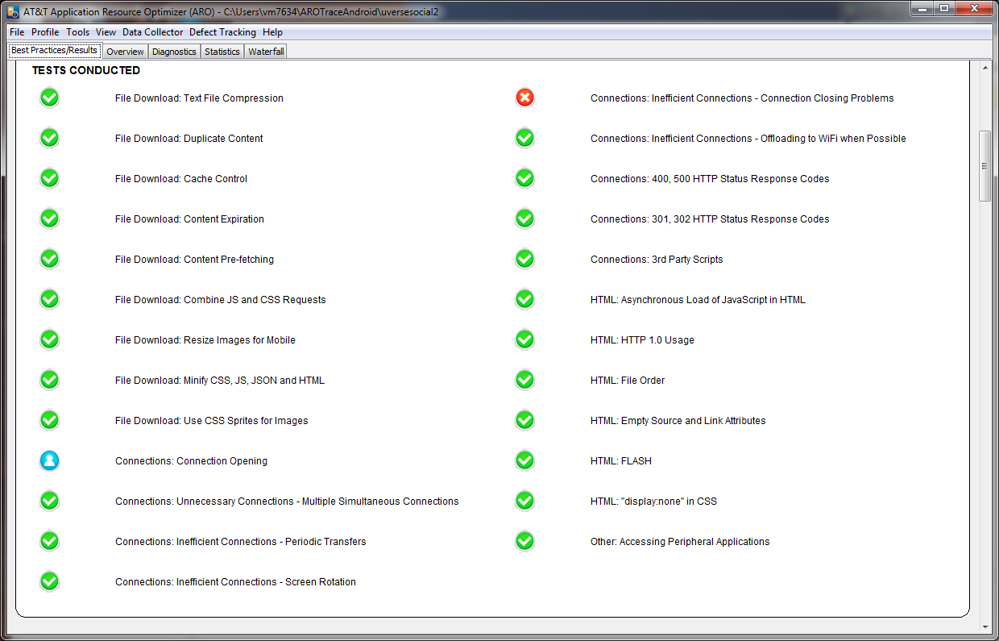 AT&T Application Resource Optimizer (ARO) - C:\Users\vm7634\AROTraceAndroid\uversesocial2
File Profile Tools View Data Collector Defect Tracking Help
Best Practices/Results Overview Diagnostics Statistics Waterfall
TESTS CONDUCTED
File Download: Text File Compression
File Download: Duplicate Content
File Download: Cache Control
File Download: Content Expiration
File Download: Content Pre-fetching
File Download: Combine JS and CSS Requests
File Download: Resize Images for Mobile
File Download: Minify CSS, JS, JSON and HTML
File Download: Use CSS Sprites for Images
Connections: Connection Opening
Connections: Unnecessary Connections - Multiple Simultaneous Connections
Connections: Inefficient Connections - Periodic Transfers
Connections: Inefficient Connections - Screen Rotation
Connections: Inefficient Connections - Connection Closing Problems
Connections: Inefficient Connections - Offloading to WiFi when Possible
Connections: 400, 500 HTTP Status Response Codes
Connections: 301, 302 HTTP Status Response Codes
Connections: 3rd Party Scripts
HTML: Asynchronous Load of JavaScript in HTML
HTML: HTTP 1.0 Usage
HTML: File Order
HTML: Empty Source and Link Attributes
HTML: FLASH
HTML: "display:none" in CSS
Other: Accessing Peripheral Applications